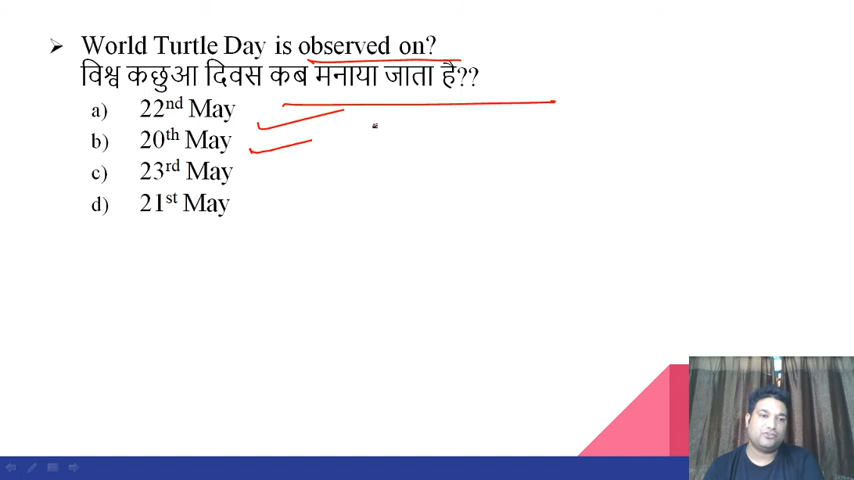 World Turtle Day is observed on?
विश्व कछुआ दिवस कब मनाया जाता है??
a) 22nd May
b) 20th May
c) 23rd May
d) 21st May